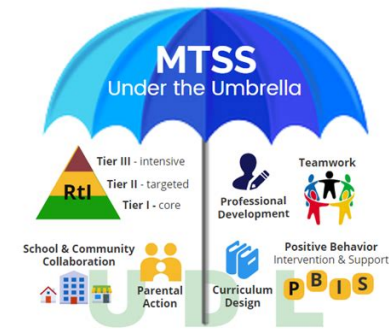 MTSS
Under the Umbrella
RtI
Tier III - intensive
Tier II - targeted
Tier I - core
Professional
Development
Teamwork
School & Community
Collaboration
Parental
Action
Curriculum
Design
Positive Behavior
Intervention & Support
PBIS
UDL